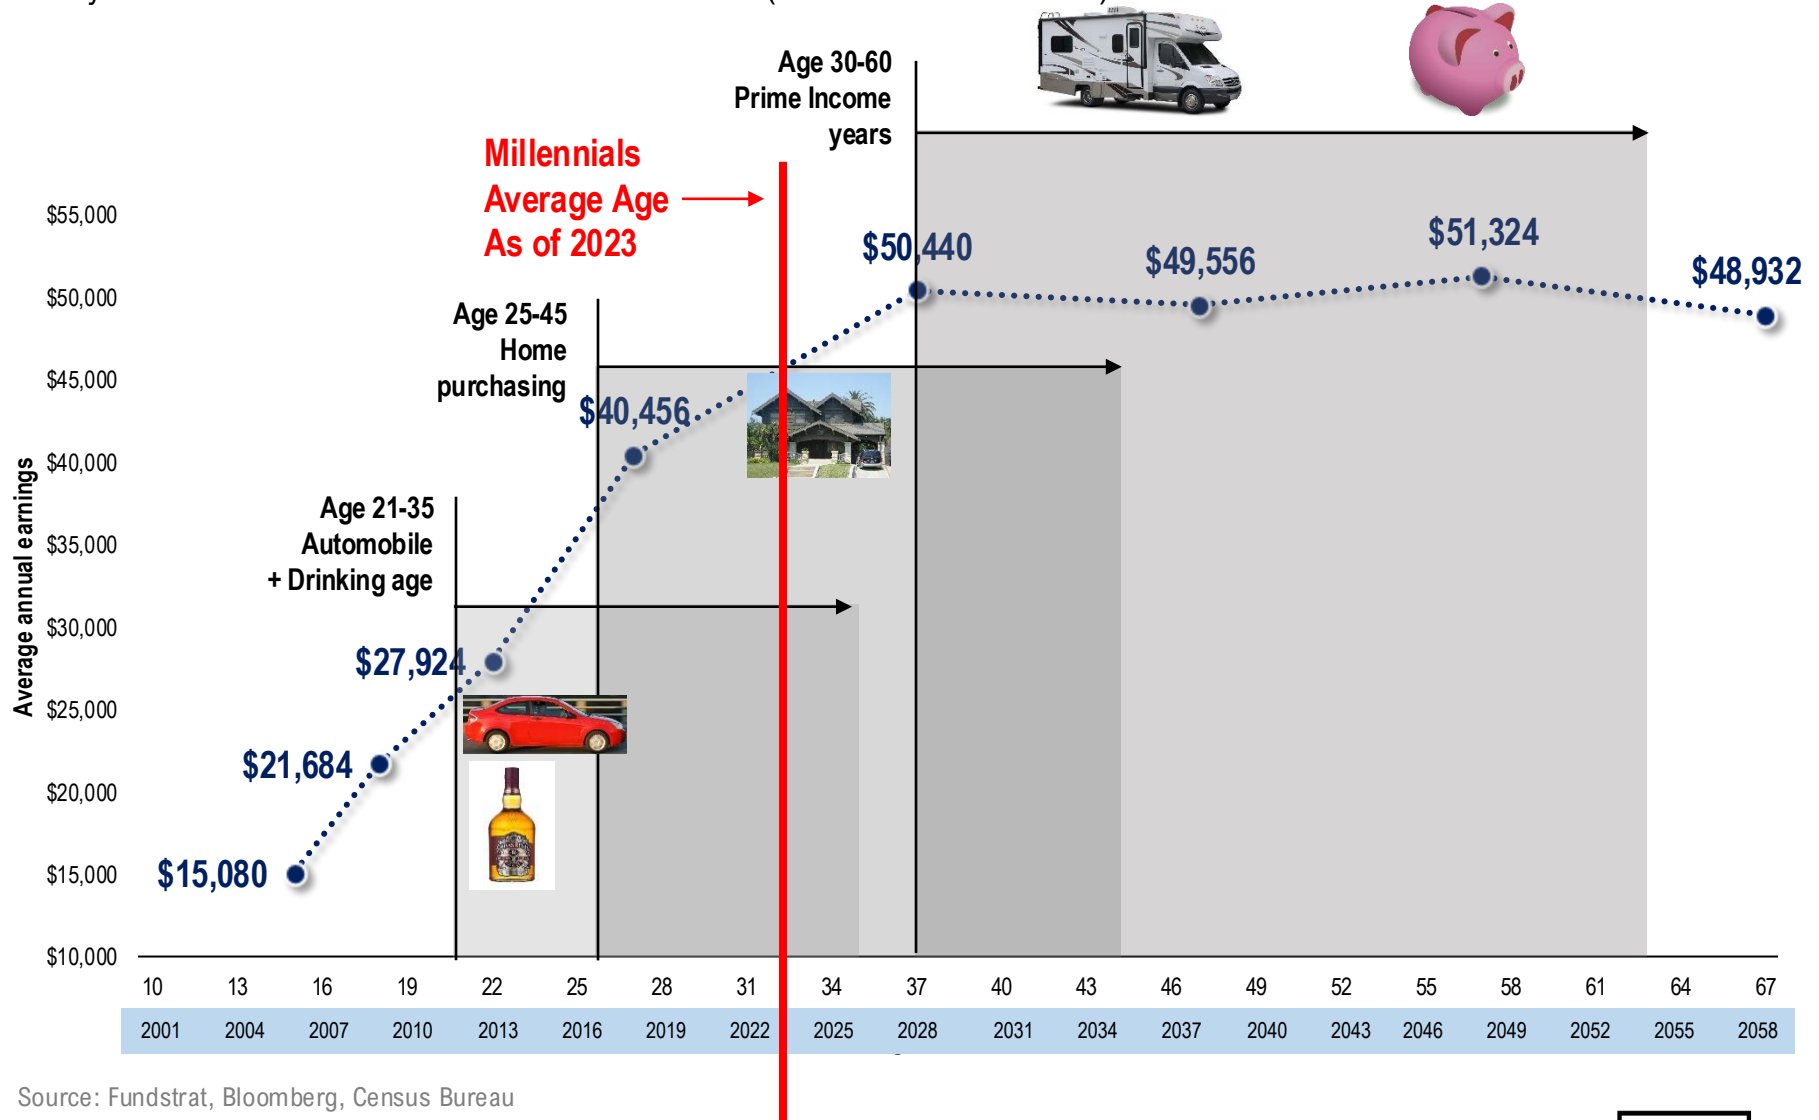 Age 30-60
Prime Income
years
Millennials
Average Age
As of 2023
$55,000
$50,440
$49,556
$51,324
$48,932
$50,000
Age 25-45
Home
purchasing
$45,000
$40,456
$40,000
Average annual earnings
Age 21-35
Automobile
+ Drinking age
$35,000
$30,000
$27,924
$25,000
$21,684
$20,000
$15,080
$15,000
$10,000
10 13 16 19 22 25 28 31 34 37 40 43 46 49 52 55 58 61 64 67
2001 2004 2007 2010 2013 2016 2019 2022 2025 2028 2031 2034 2037 2040 2043 2046 2049 2052 2055 2058
Source: Fundstrat, Bloomberg, Census Bureau